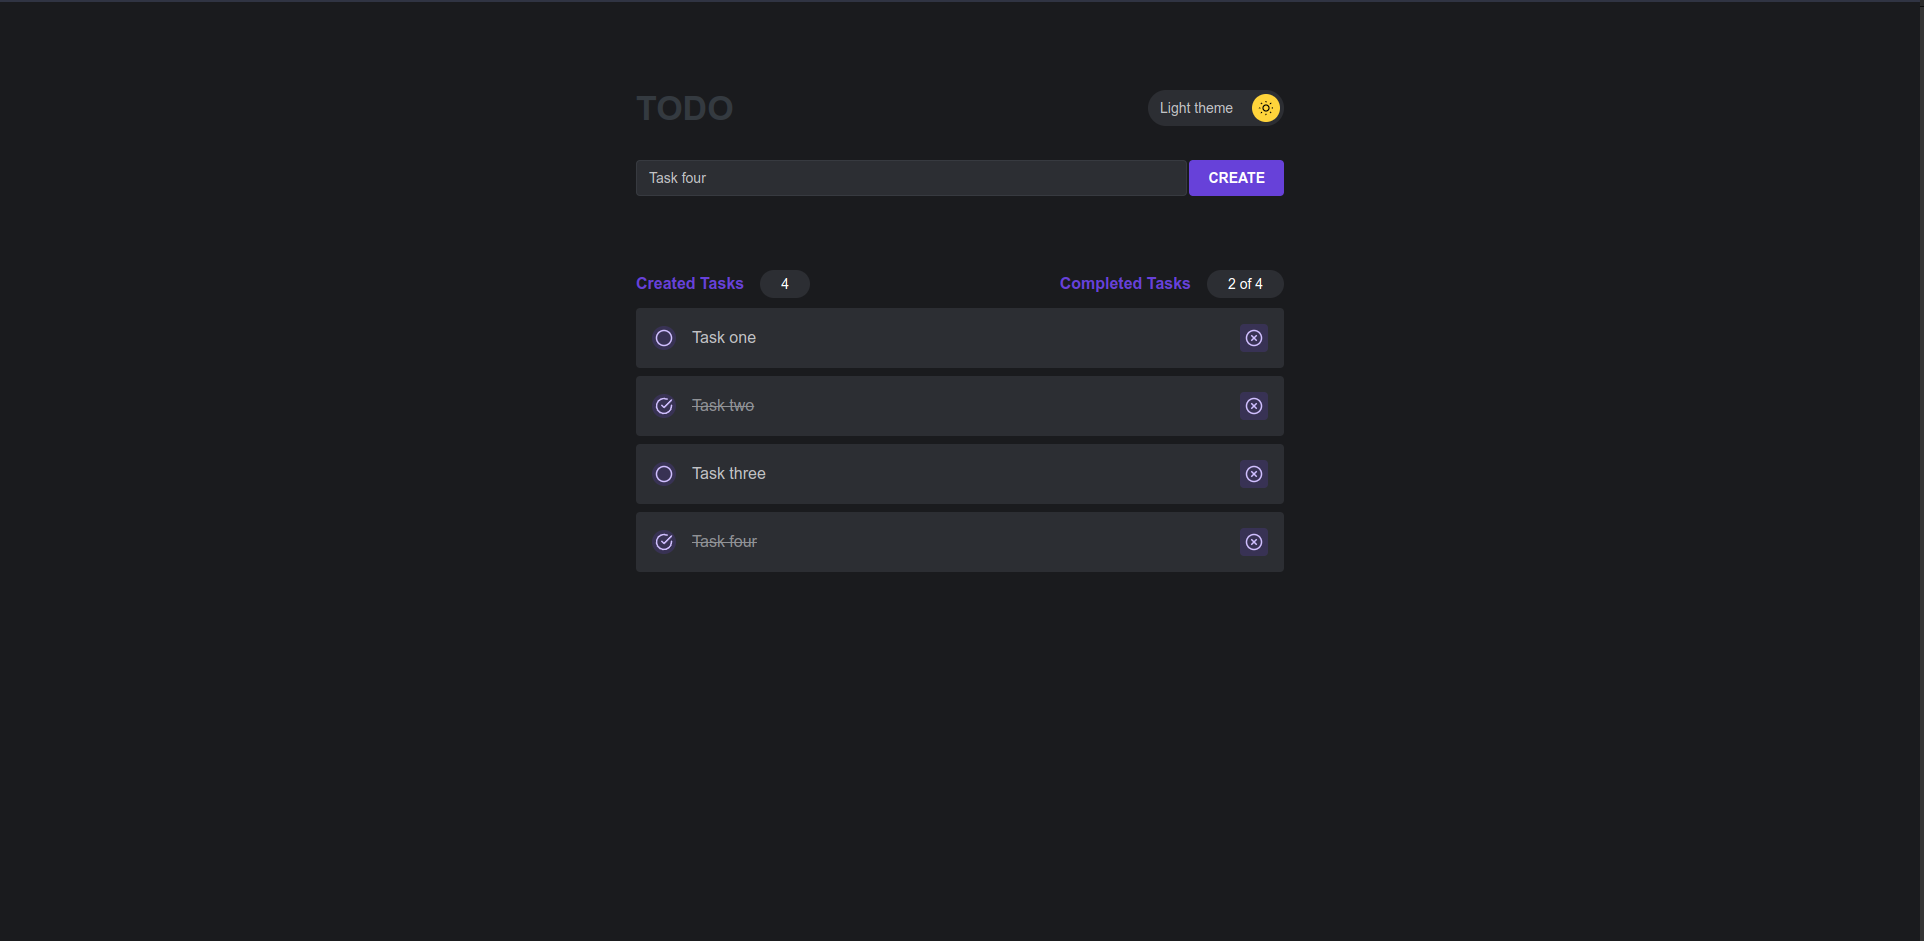 TODO
Light theme
Task four
CREATE
Created Tasks 4
Completed Tasks 2 of 4
Task one
Task two
Task three
Task four